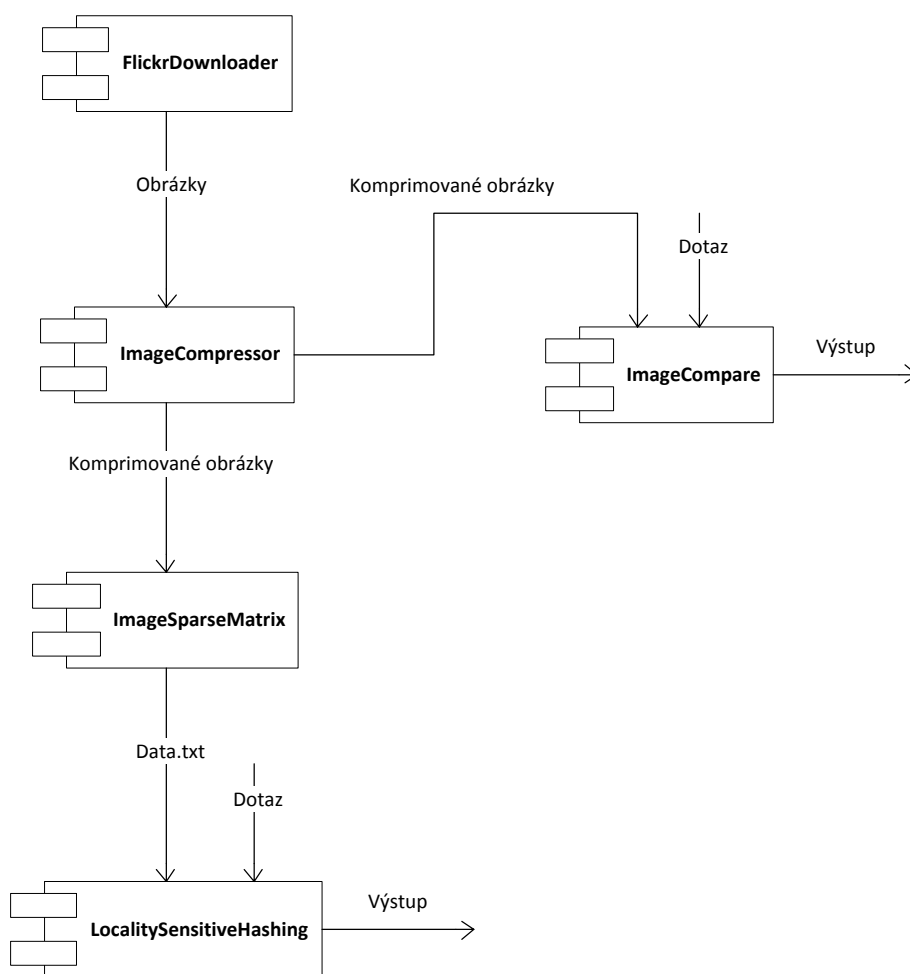 FlickrDownloader
Obrázky
Komprimované obrázky
Dotaz
ImageCompressor
ImageCompare
Výstup
Komprimované obrázky
ImageSparseMatrix
Data.txt
Dotaz
LocalitySensitiveHashing
Výstup